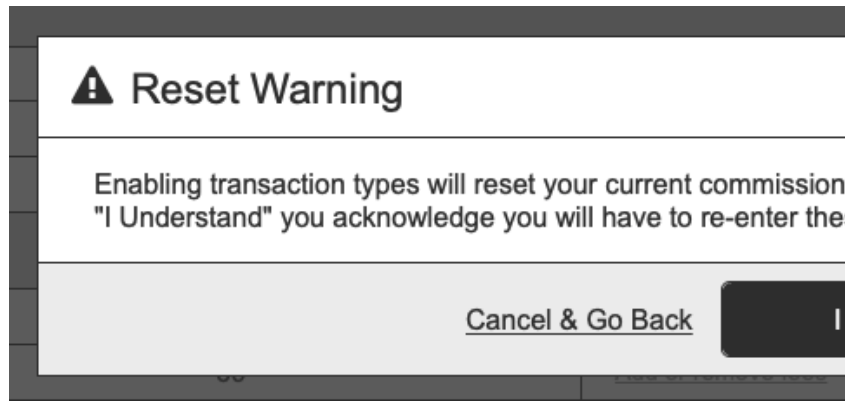 Reset Warning
Enabling transaction types will reset your current commission
"I Understand" you acknowledge you will have to re-enter
Cancel & Go Back
I